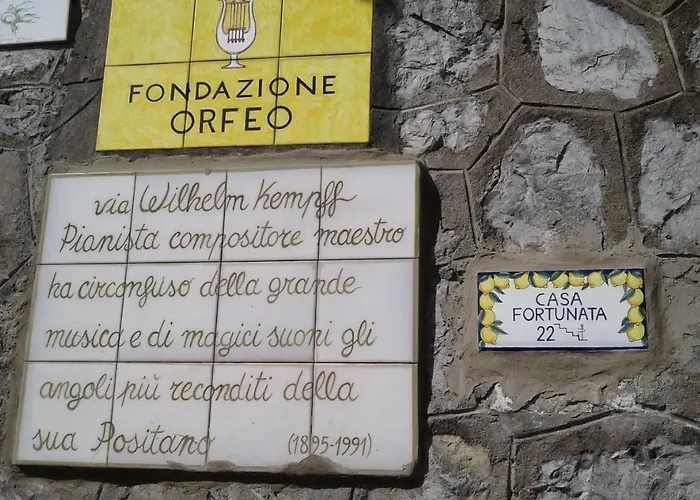 FONDAZIONE
ORFEO
via Wilhelm Kempff
Pianista compositore maestro
ha circonfuso della grande
musica e di magici suoni gli
angoli più reconditi della
sua Positano (1895-1991)
CASA
FORTUNATA
22